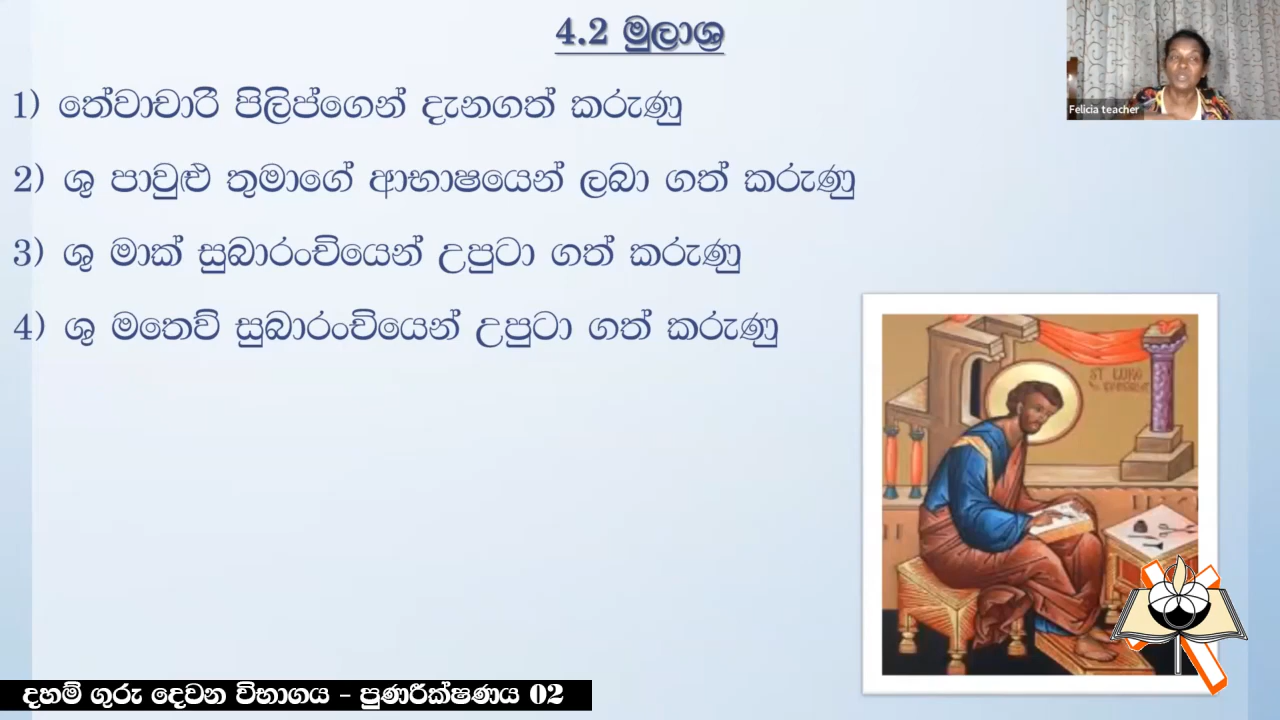 4.2 මුලාශ්‍ර
1) තේවාචාරී පිලිප්ගෙන් දැනගත් කරුණු
2) ශු පාවුළු තුමාගේ ආභාෂයෙන් ලබා ගත් කරුණු
3) ශු මාක් සුබාරංචියෙන් උපුටා ගත් කරුණු
4) ශු මතෙව් සුබාරංචියෙන් උපුටා ගත් කරුණු
Felicia teacher
ST LUKE
දහම් ගුරු දෙවන විභාගය - පුණරීක්ෂණය 02